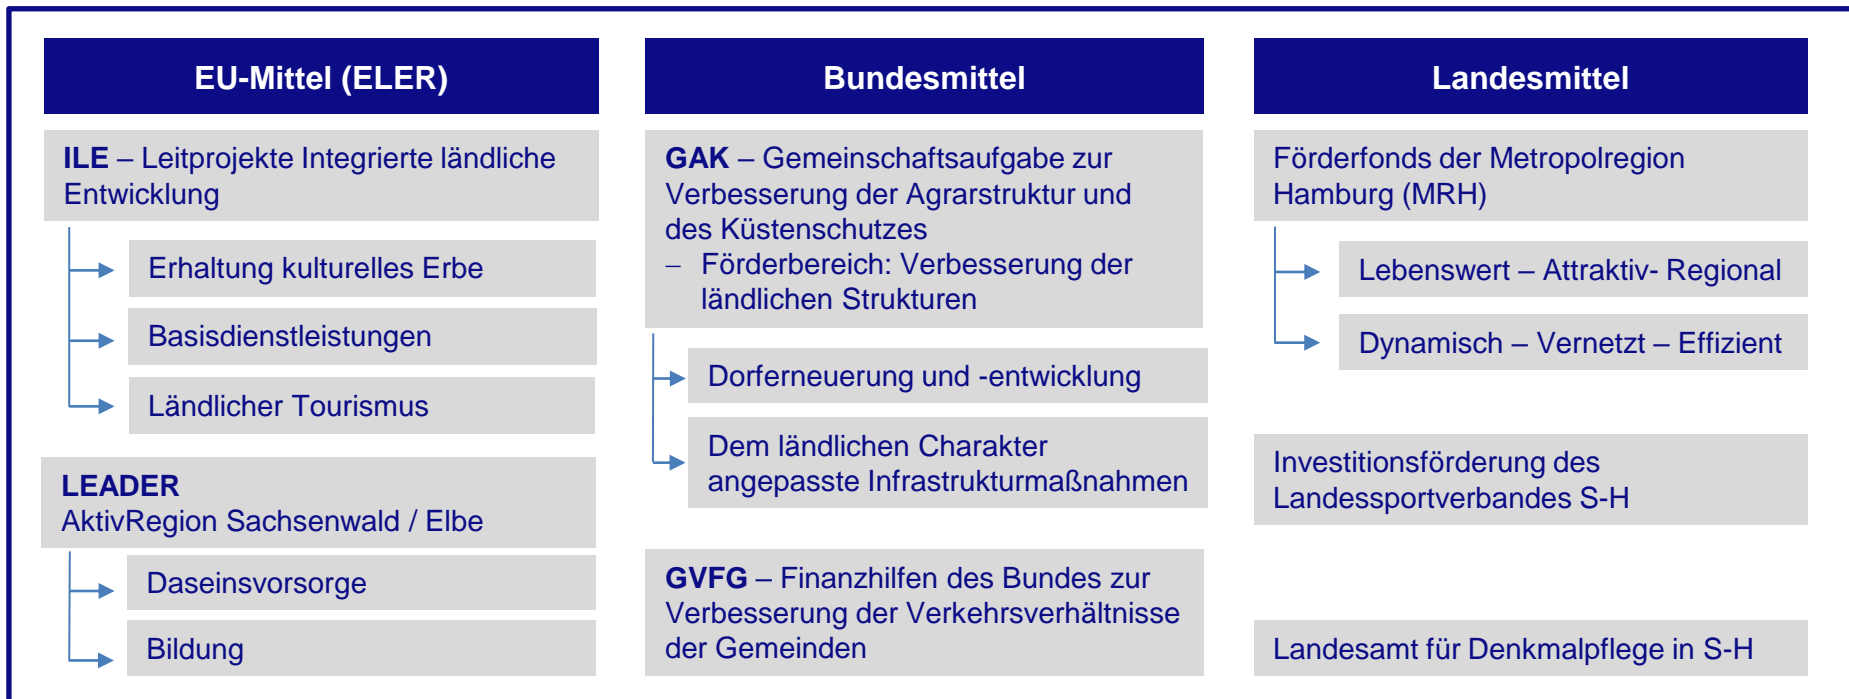 EU-Mittel (ELER)
ILE – Leitprojekte Integrierte ländliche
Entwicklung
Erhaltung kulturelles Erbe
Basisdienstleistungen
Ländlicher Tourismus
LEADER
AktivRegion Sachsenwald / Elbe
Daseinsvorsorge
Bildung
Bundesmittel
GAK – Gemeinschaftsaufgabe zur
Verbesserung der Agrarstruktur und
des Küstenschutzes
– Förderbereich: Verbesserung der
ländlichen Strukturen
Dorferneuerung und -entwicklung
Dem ländlichen Charakter
angepasste Infrastrukturmaßnahmen
GVFG – Finanzhilfen des Bundes zur
Verbesserung der Verkehrsverhältnisse
der Gemeinden
Landesmittel
Förderfonds der Metropolregion
Hamburg (MRH)
Lebenswert – Attraktiv- Regional
Dynamisch – Vernetzt – Effizient
Investitionsförderung des
Landessportverbandes S-H
Landesamt für Denkmalpflege in S-H